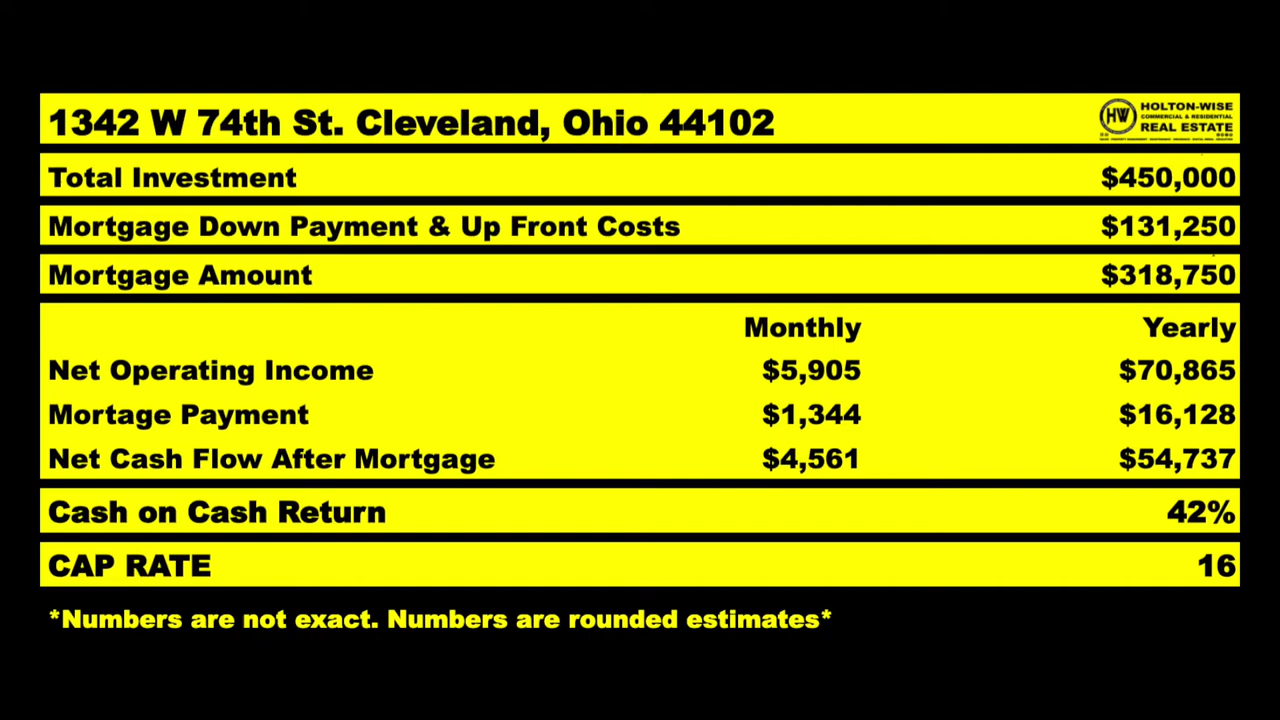 1342 W 74th St. Cleveland, Ohio 44102
HW
HOLTON-WISE
COMMERCIAL & RESIDENTIAL
REAL ESTATE
Total Investment $450,000
Mortgage Down Payment & Up Front Costs $131,250
Mortgage Amount $318,750
Monthly Yearly
Net Operating Income $5,905 $70,865
Mortage Payment $1,344 $16,128
Net Cash Flow After Mortgage $4,561 $54,737
Cash on Cash Return 42%
CAP RATE 16
*Numbers are not exact. Numbers are rounded estimates*